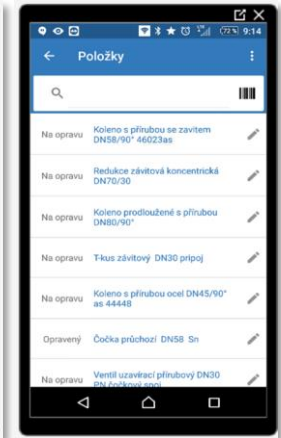 72% 9:14
Položky
Na opravu
Koleno s přírubou se zavitem
DN58/90° 46023as
Na opravu
Redukce závitová koncentrická
DN70/30
Na opravu
Koleno prodloužené s přírubou
DN80/90°
Na opravu
T-kus závitový DN30 pripoj
Na opravu
Koleno s přírubou ocel DN45/90°
as 44448
Opravený
Čočka průchozí DN58 Sn
Na opravu
Ventil uzavírací přírubový DN30
PN čočkový spoj